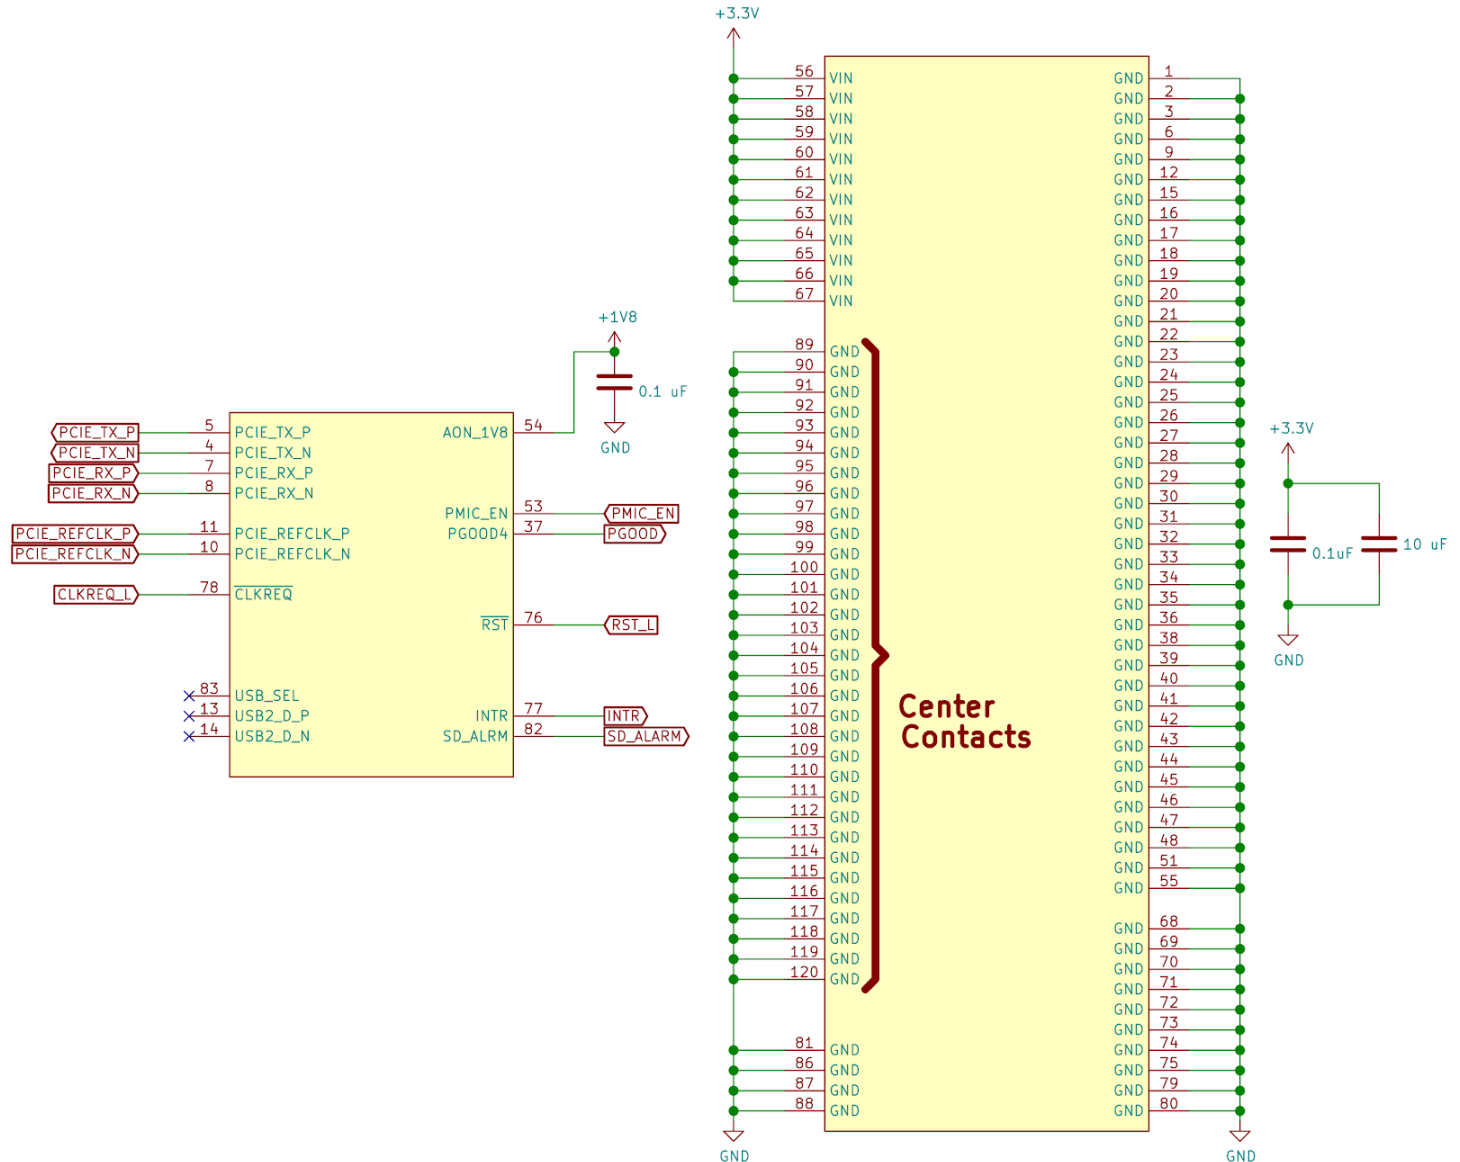 +3.3V
56 VIN GND 1
57 VIN GND 2
58 VIN GND 3
59 VIN GND 6
60 VIN GND 9
61 VIN GND 12
62 VIN GND 15
63 VIN GND 16
64 VIN GND 17
65 VIN GND 18
66 VIN GND 19
67 VIN GND 20
GND 21
+1V8
GND 22
89 GND
GND 23
90 GND
GND 24
0.1 uF
91 GND
GND 25
92 GND
GND 26
PCIE_TX_P 5 PCIE_TX_P AON_1V8 54
93 GND
+3.3V
GND 27
GND
PCIE_TX_N 4 PCIE_TX_N
94 GND
GND 28
PCIE_RX_P 7 PCIE_RX_P
95 GND
GND 29
PCIE_RX_N 8 PCIE_RX_N
96 GND
GND 30
PMIC_EN 53 PMIC_EN
97 GND
GND 31
PCIE_REFCLK_P 11 PCIE_REFCLK_P PGOOD4 37 PGOOD
98 GND
GND 32
0.1uF
10 uF
PCIE_REFCLK_N 10 PCIE_REFCLK_N
99 GND
GND 33
100 GND
GND 34
CLKREQ_L 78 CLKREQ
101 GND
GND 35
102 GND
GND 36
RST 76 RST_L
103 GND
GND 38
104 GND
GND 39
GND
105 GND
GND 40
USB_SEL 83
106 GND
GND 41
Center
Contacts
13 USB2_D_P INTR 77 INTR
107 GND
GND 42
14 USB2_D_N SD_ALRM 82 SD_ALARM
108 GND
GND 43
109 GND
GND 44
110 GND
GND 45
111 GND
GND 46
112 GND
GND 47
113 GND
GND 48
114 GND
GND 51
115 GND
GND 55
116 GND
117 GND
GND 68
118 GND
GND 69
119 GND
GND 70
120 GND
GND 71
GND 72
GND 73
81 GND GND 74
86 GND GND 75
87 GND GND 79
88 GND GND 80
GND
GND